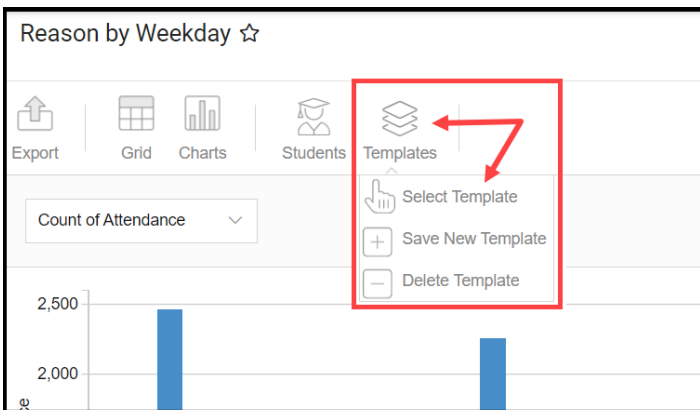 Reason by Weekday
Export
Grid
Charts
Students
Templates
Select Template
Save New Template
Delete Template
Count of Attendance
2,500
2,000